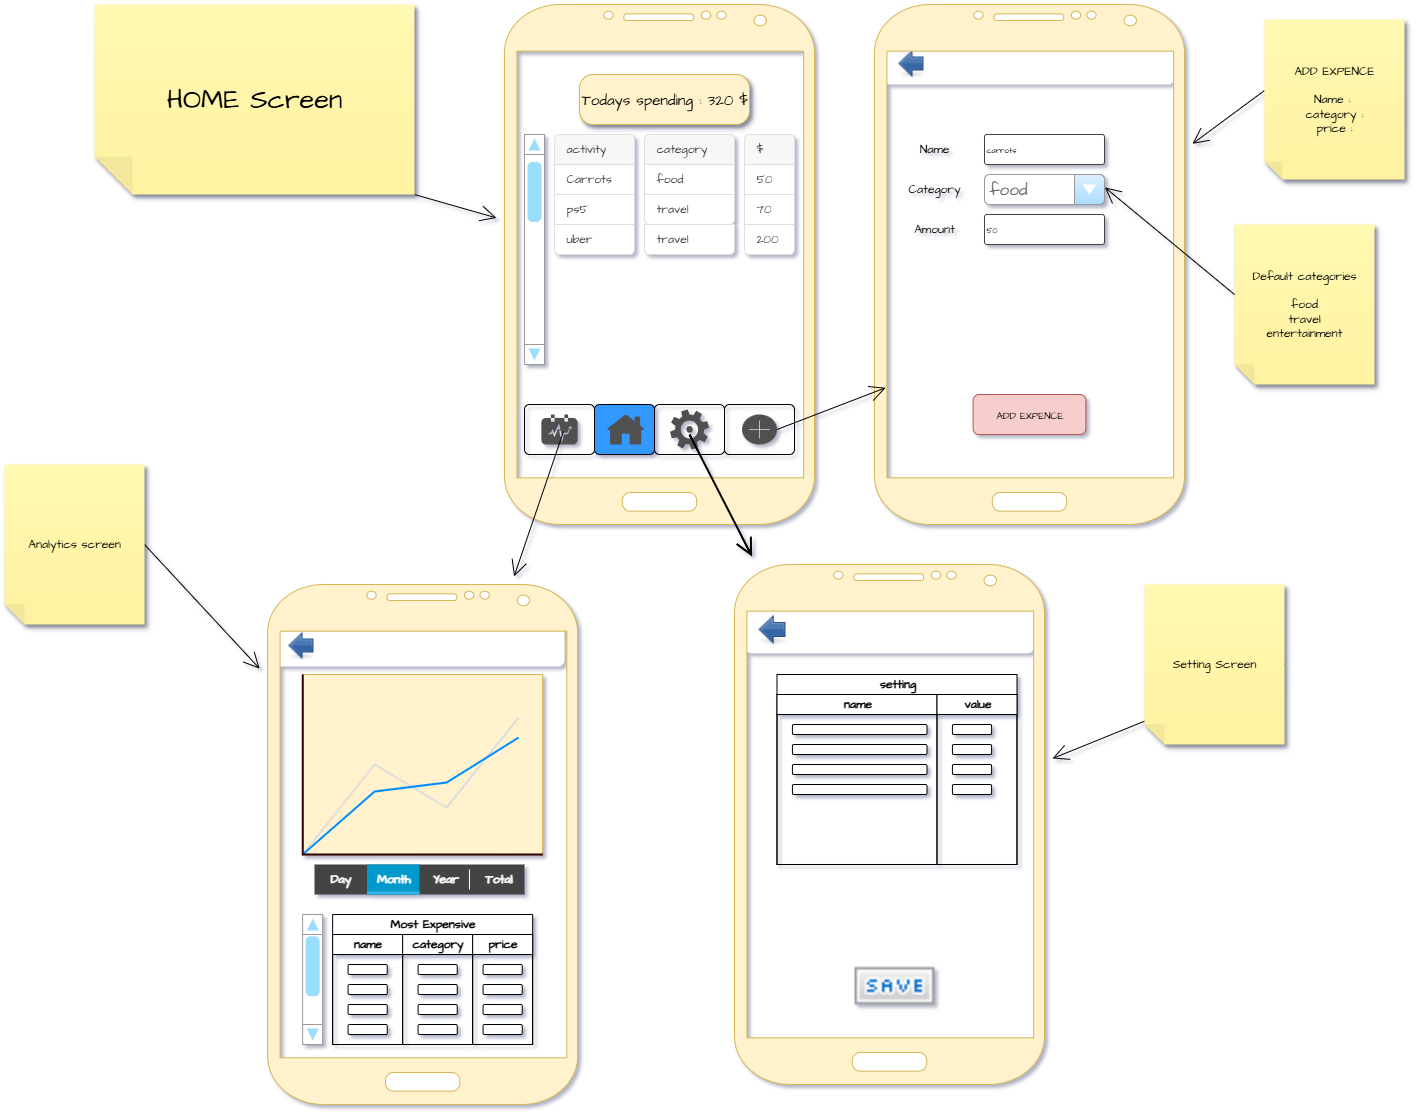 HOME Screen
Todays spending : 320 $
activity category $
Carrots food 50
ps5 travel 70
uber travel 200
Name carrots
Category food
Amount 50
ADD EXPENCE
ADD EXPENCE
Name :
category :
price :
Default categories
food
travel
entertainment
Analytics screen
Day Month Year Total
Most Expensive
name category price
setting
name value
SAVE
Setting Screen